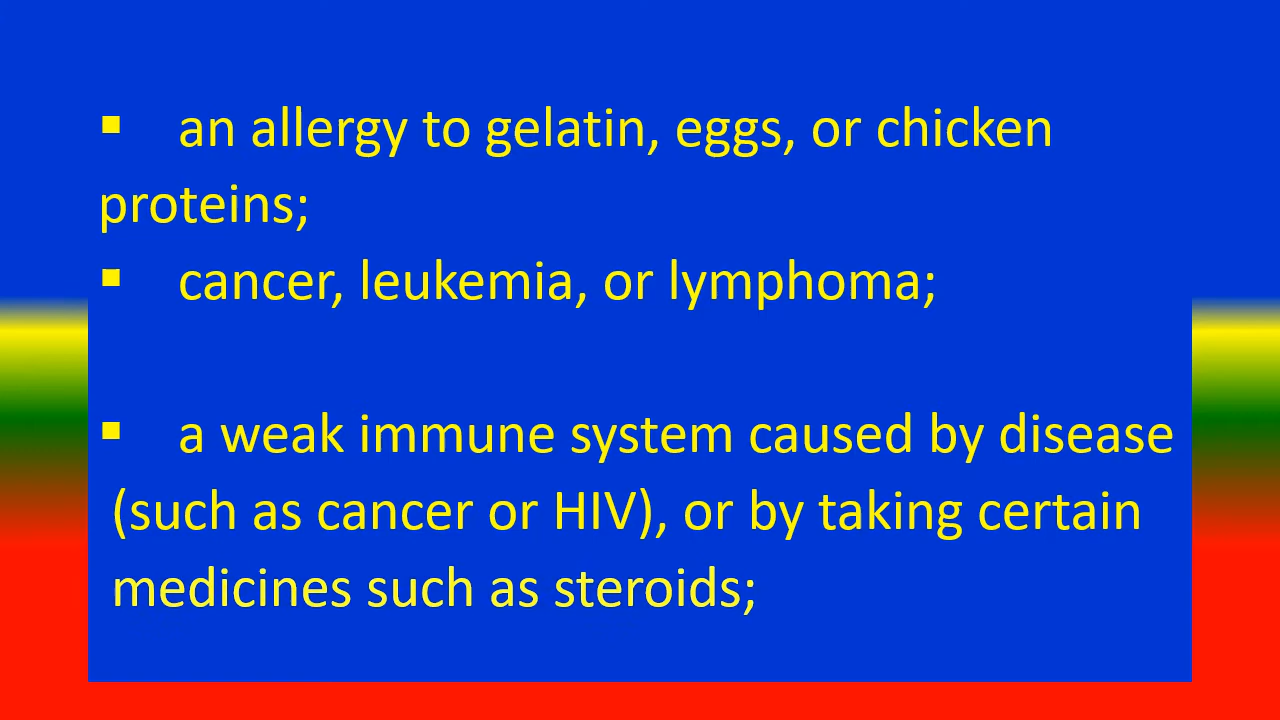 ▪ an allergy to gelatin, eggs, or chicken
proteins;
▪ cancer, leukemia, or lymphoma;
▪ a weak immune system caused by disease
(such as cancer or HIV), or by taking certain
medicines such as steroids;